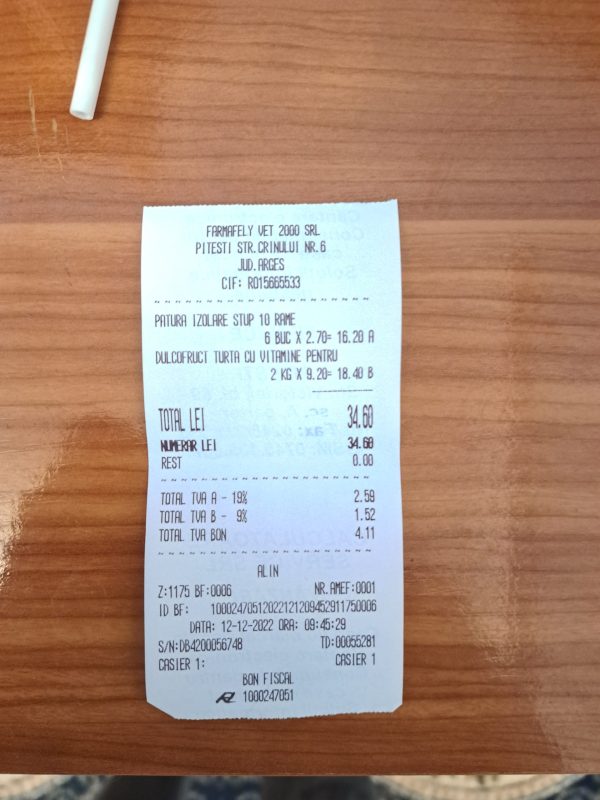 FARMAFELY VET 2000 SRL
PITESTI STR.CRINULUI NR.6
JUD.ARGES
CIF: RO15665533
PATURA IZOLARE STUP 10 RAME
6 BUC X 2.70= 16.20 A
DULCOFRUCT TURTA CU VITAMINE PENTRU
2 KG X 9.20= 18.40 B
TOTAL LEI 34.60
NUMERAR LEI 34.60
REST 0.00
TOTAL TVA A - 19% 2.59
TOTAL TVA B - 9% 1.52
TOTAL TVA BON 4.11
ALIN
Z:1175 BF:0006 NR.AMEF:0001
ID BF: 10002470512022121209452911750006
DATA: 12-12-2022 ORA: 09:45:29
S/N:DB4200056748 TD:00055281
CASIER 1: CASIER 1
BON FISCAL
1000247051